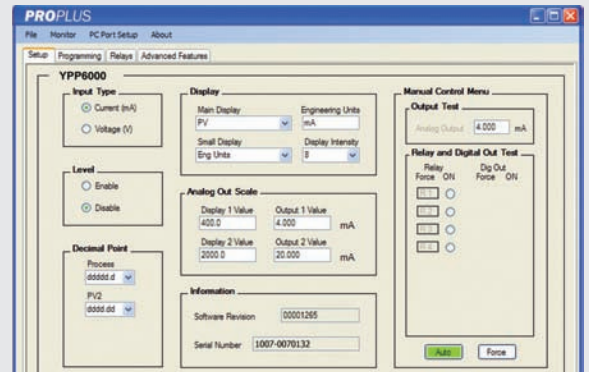 PROPLUS
File Monitor PC Port Setup About
Setup Programming Relays Advanced Features
YPP6000
Input Type
Current (mA)
Voltage (V)
Level
Enable
Disable
Decimal Point
Process
ddddd.d
PV2
dddd.dd
Display
Main Display Engineering Units
PV mA
Small Display Display Intensity
Eng Units 8
Analog Out Scale
Display 1 Value Output 1 Value
400.0 4.000 mA
Display 2 Value Output 2 Value
2000.0 20.000 mA
Information
Software Revision 00001265
Serial Number 1007-0070132
Manual Control Menu
Output Test
Analog Output 4.000 mA
Relay and Digital Out Test
Relay Dig Out
Force ON Force ON
R 1
R 2
R 3
R 4
Auto Force